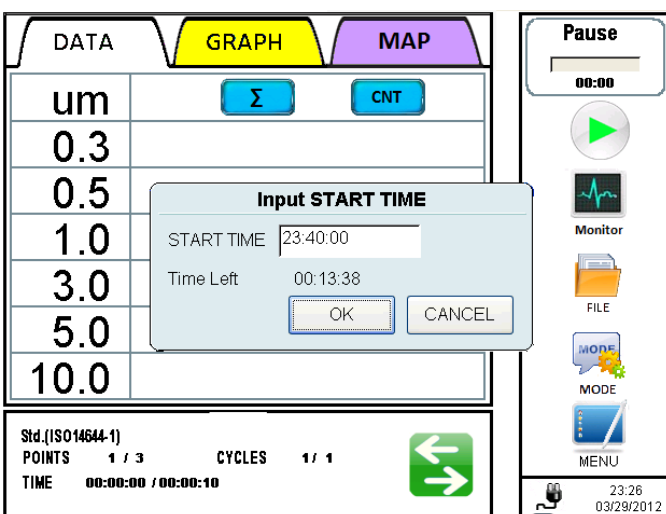 DATA
GRAPH
MAP
um
Σ
CNT
0.3
0.5
1.0
3.0
5.0
10.0
Input START TIME
START TIME 23:40:00
Time Left 00:13:38
OK
CANCEL
Std.(ISO14644-1)
POINTS 1 / 3 CYCLES 1/ 1
TIME 00:00:00 / 00:00:10
Pause
00:00
Monitor
FILE
MODE
MODE
MENU
23:26
03/29/2012